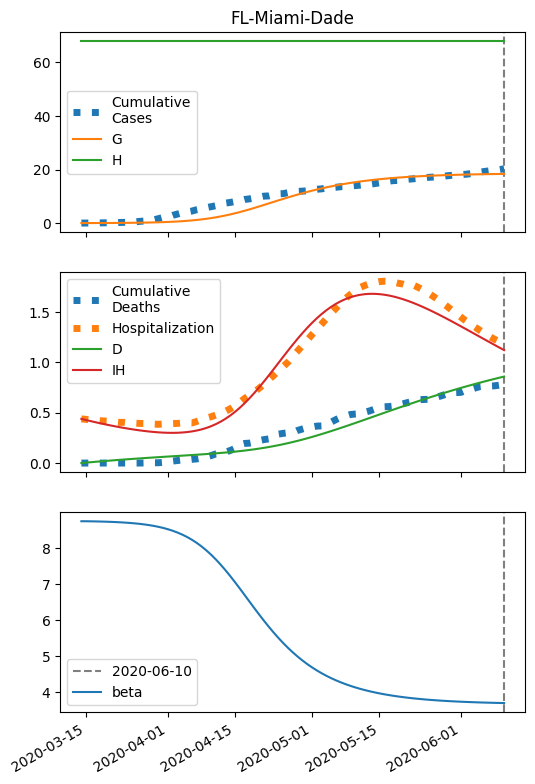 FL-Miami-Dade
60
40
20
0
Cumulative
Cases
G
H
1.5
1.0
0.5
0.0
Cumulative
Deaths
Hospitalization
D
IH
8
7
6
5
4
2020-06-10
beta
2020-03-15
2020-04-01
2020-04-15
2020-05-01
2020-05-15
2020-06-01